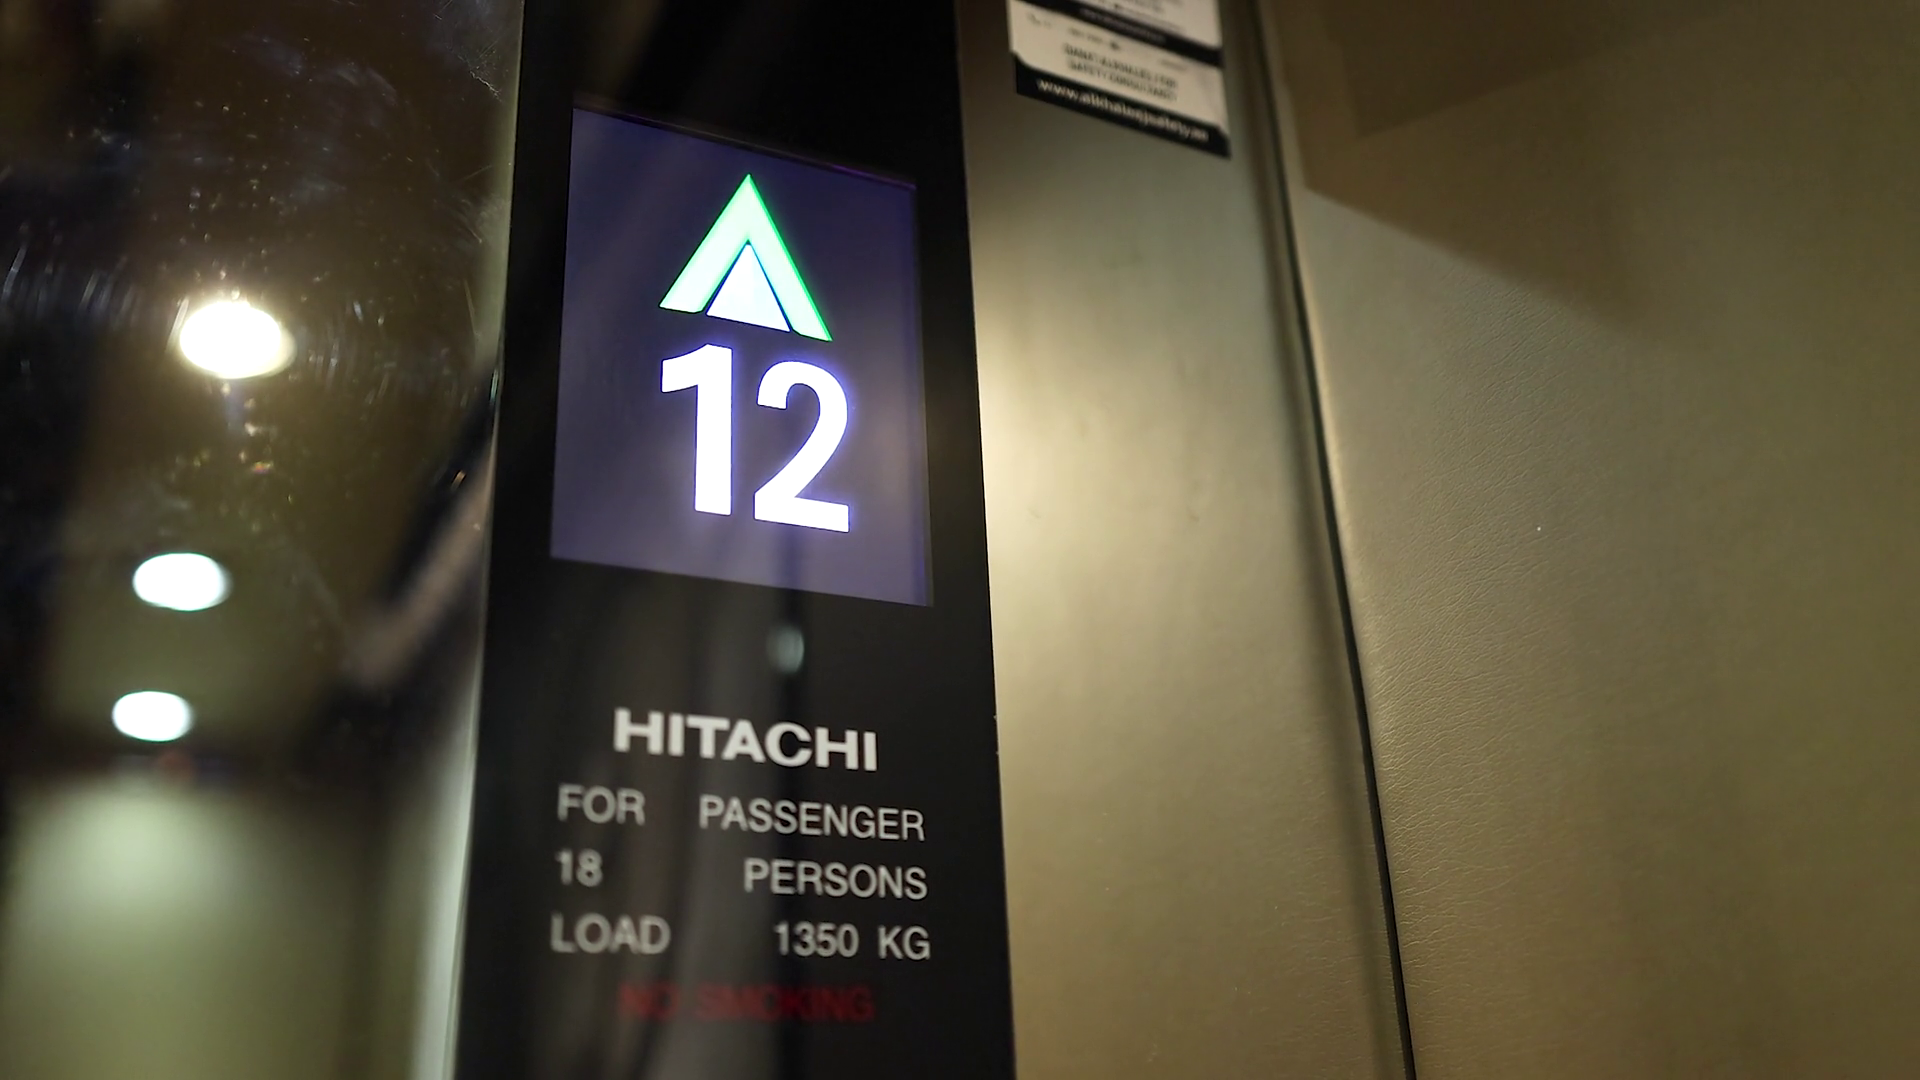 12
HITACHI
FOR PASSENGER
18 PERSONS
LOAD 1350 KG
NO SMOKING